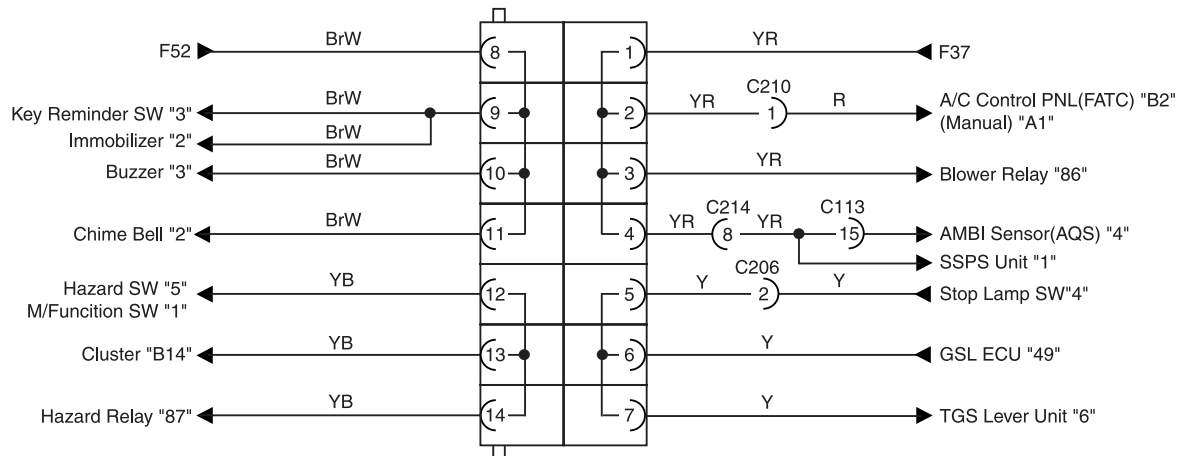 F52 BrW 8 1 YR F37
Key Reminder SW "3" BrW 9 2 YR C210 1 R A/C Control PNL(FATC) "B2"
(Manual) "A1"
Immobilizer "2" BrW
Buzzer "3" BrW 10 3 YR Blower Relay "86"
Chime Bell "2" BrW 11 4 YR C214 8 YR C113 15 AMBI Sensor(AQS) "4"
SSPS Unit "1"
Hazard SW "5" YB 12 5 Y C206 2 Y Stop Lamp SW"4"
M/Funcition SW "1"
Cluster "B14" YB 13 6 Y GSL ECU "49"
Hazard Relay "87" YB 14 7 Y TGS Lever Unit "6"